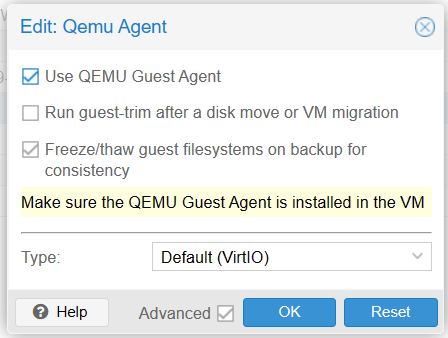 Edit: Qemu Agent
Use QEMU Guest Agent
Run guest-trim after a disk move or VM migration
Freeze/thaw guest filesystems on backup for
consistency
Make sure the QEMU Guest Agent is installed in the VM
Type: Default (VirtIO)
Help Advanced OK Reset